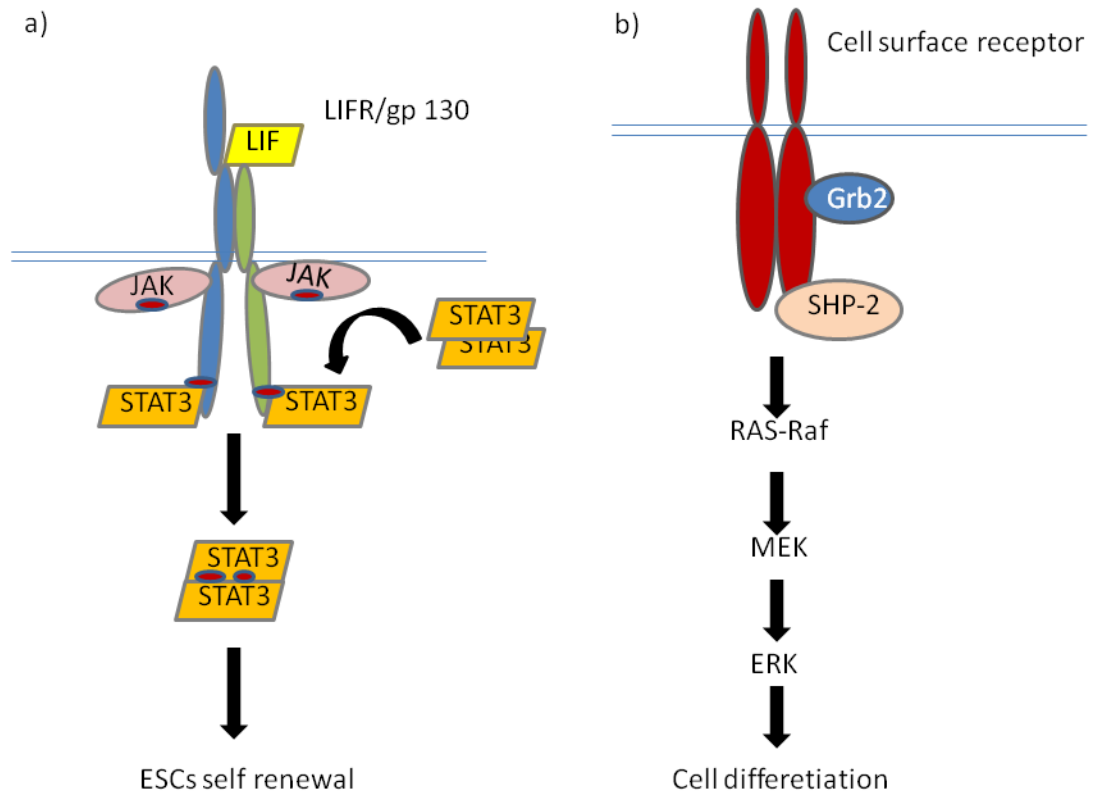 a)
LIFR/gp 130
LIF
JAK
JAK
STAT3
STAT3
STAT3
STAT3
STAT3
STAT3
ESCs self renewal
b)
Cell surface receptor
Grb2
SHP-2
RAS-Raf
MEK
ERK
Cell differetiation